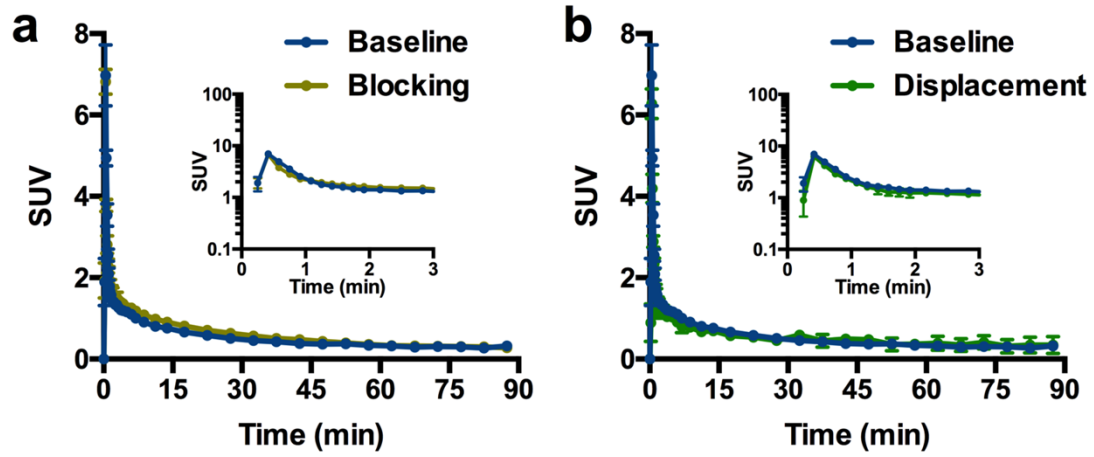 a
Baseline
Blocking
SUV
8
6
4
2
0
0 15 30 45 60 75 90
Time (min)
SUV
100
10
1
0.1
0 1 2 3
Time (min)
b
Baseline
Displacement
SUV
8
6
4
2
0
0 15 30 45 60 75 90
Time (min)
SUV
100
10
1
0.1
0 1 2 3
Time (min)